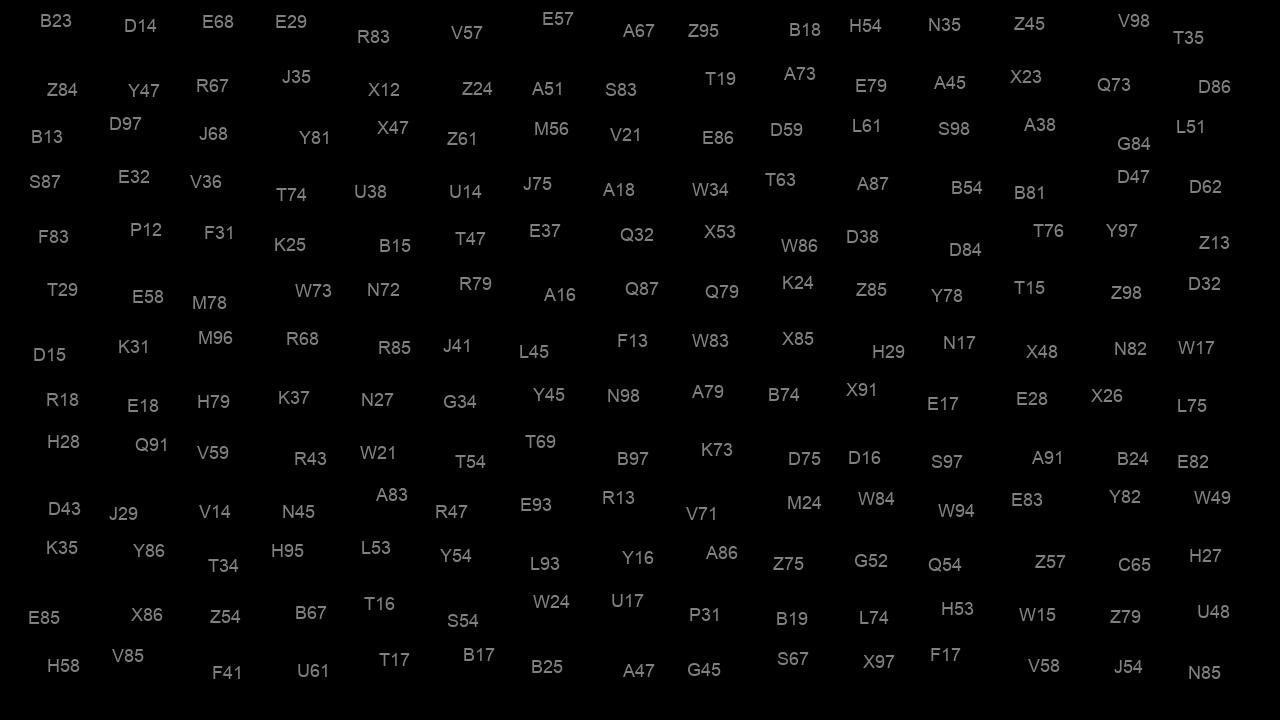 B23 D14 E68 E29 R83 V57 E57 A67 Z95 B18 H54 N35 Z45 V98 T35
Z84 Y47 R67 J35 X12 Z24 A51 S83 T19 A73 E79 A45 X23 Q73 D86
B13 D97 J68 Y81 X47 Z61 M56 V21 E86 D59 L61 S98 A38 G84 L51
S87 E32 V36 T74 U38 U14 J75 A18 W34 T63 A87 B54 B81 D47 D62
F83 P12 F31 K25 B15 T47 E37 Q32 X53 W86 D38 D84 T76 Y97 Z13
T29 E58 M78 W73 N72 R79 A16 Q87 Q79 K24 Z85 Y78 T15 Z98 D32
D15 K31 M96 R68 R85 J41 L45 F13 W83 X85 H29 N17 X48 N82 W17
R18 E18 H79 K37 N27 G34 Y45 N98 A79 B74 X91 E17 E28 X26 L75
H28 Q91 V59 R43 W21 T54 T69 B97 K73 D75 D16 S97 A91 B24 E82
D43 J29 V14 N45 A83 R47 E93 R13 V71 M24 W84 W94 E83 Y82 W49
K35 Y86 T34 H95 L53 Y54 L93 Y16 A86 Z75 G52 Q54 Z57 C65 H27
E85 X86 Z54 B67 T16 S54 W24 U17 P31 B19 L74 H53 W15 Z79 U48
H58 V85 F41 U61 T17 B17 B25 A47 G45 S67 X97 F17 V58 J54 N85